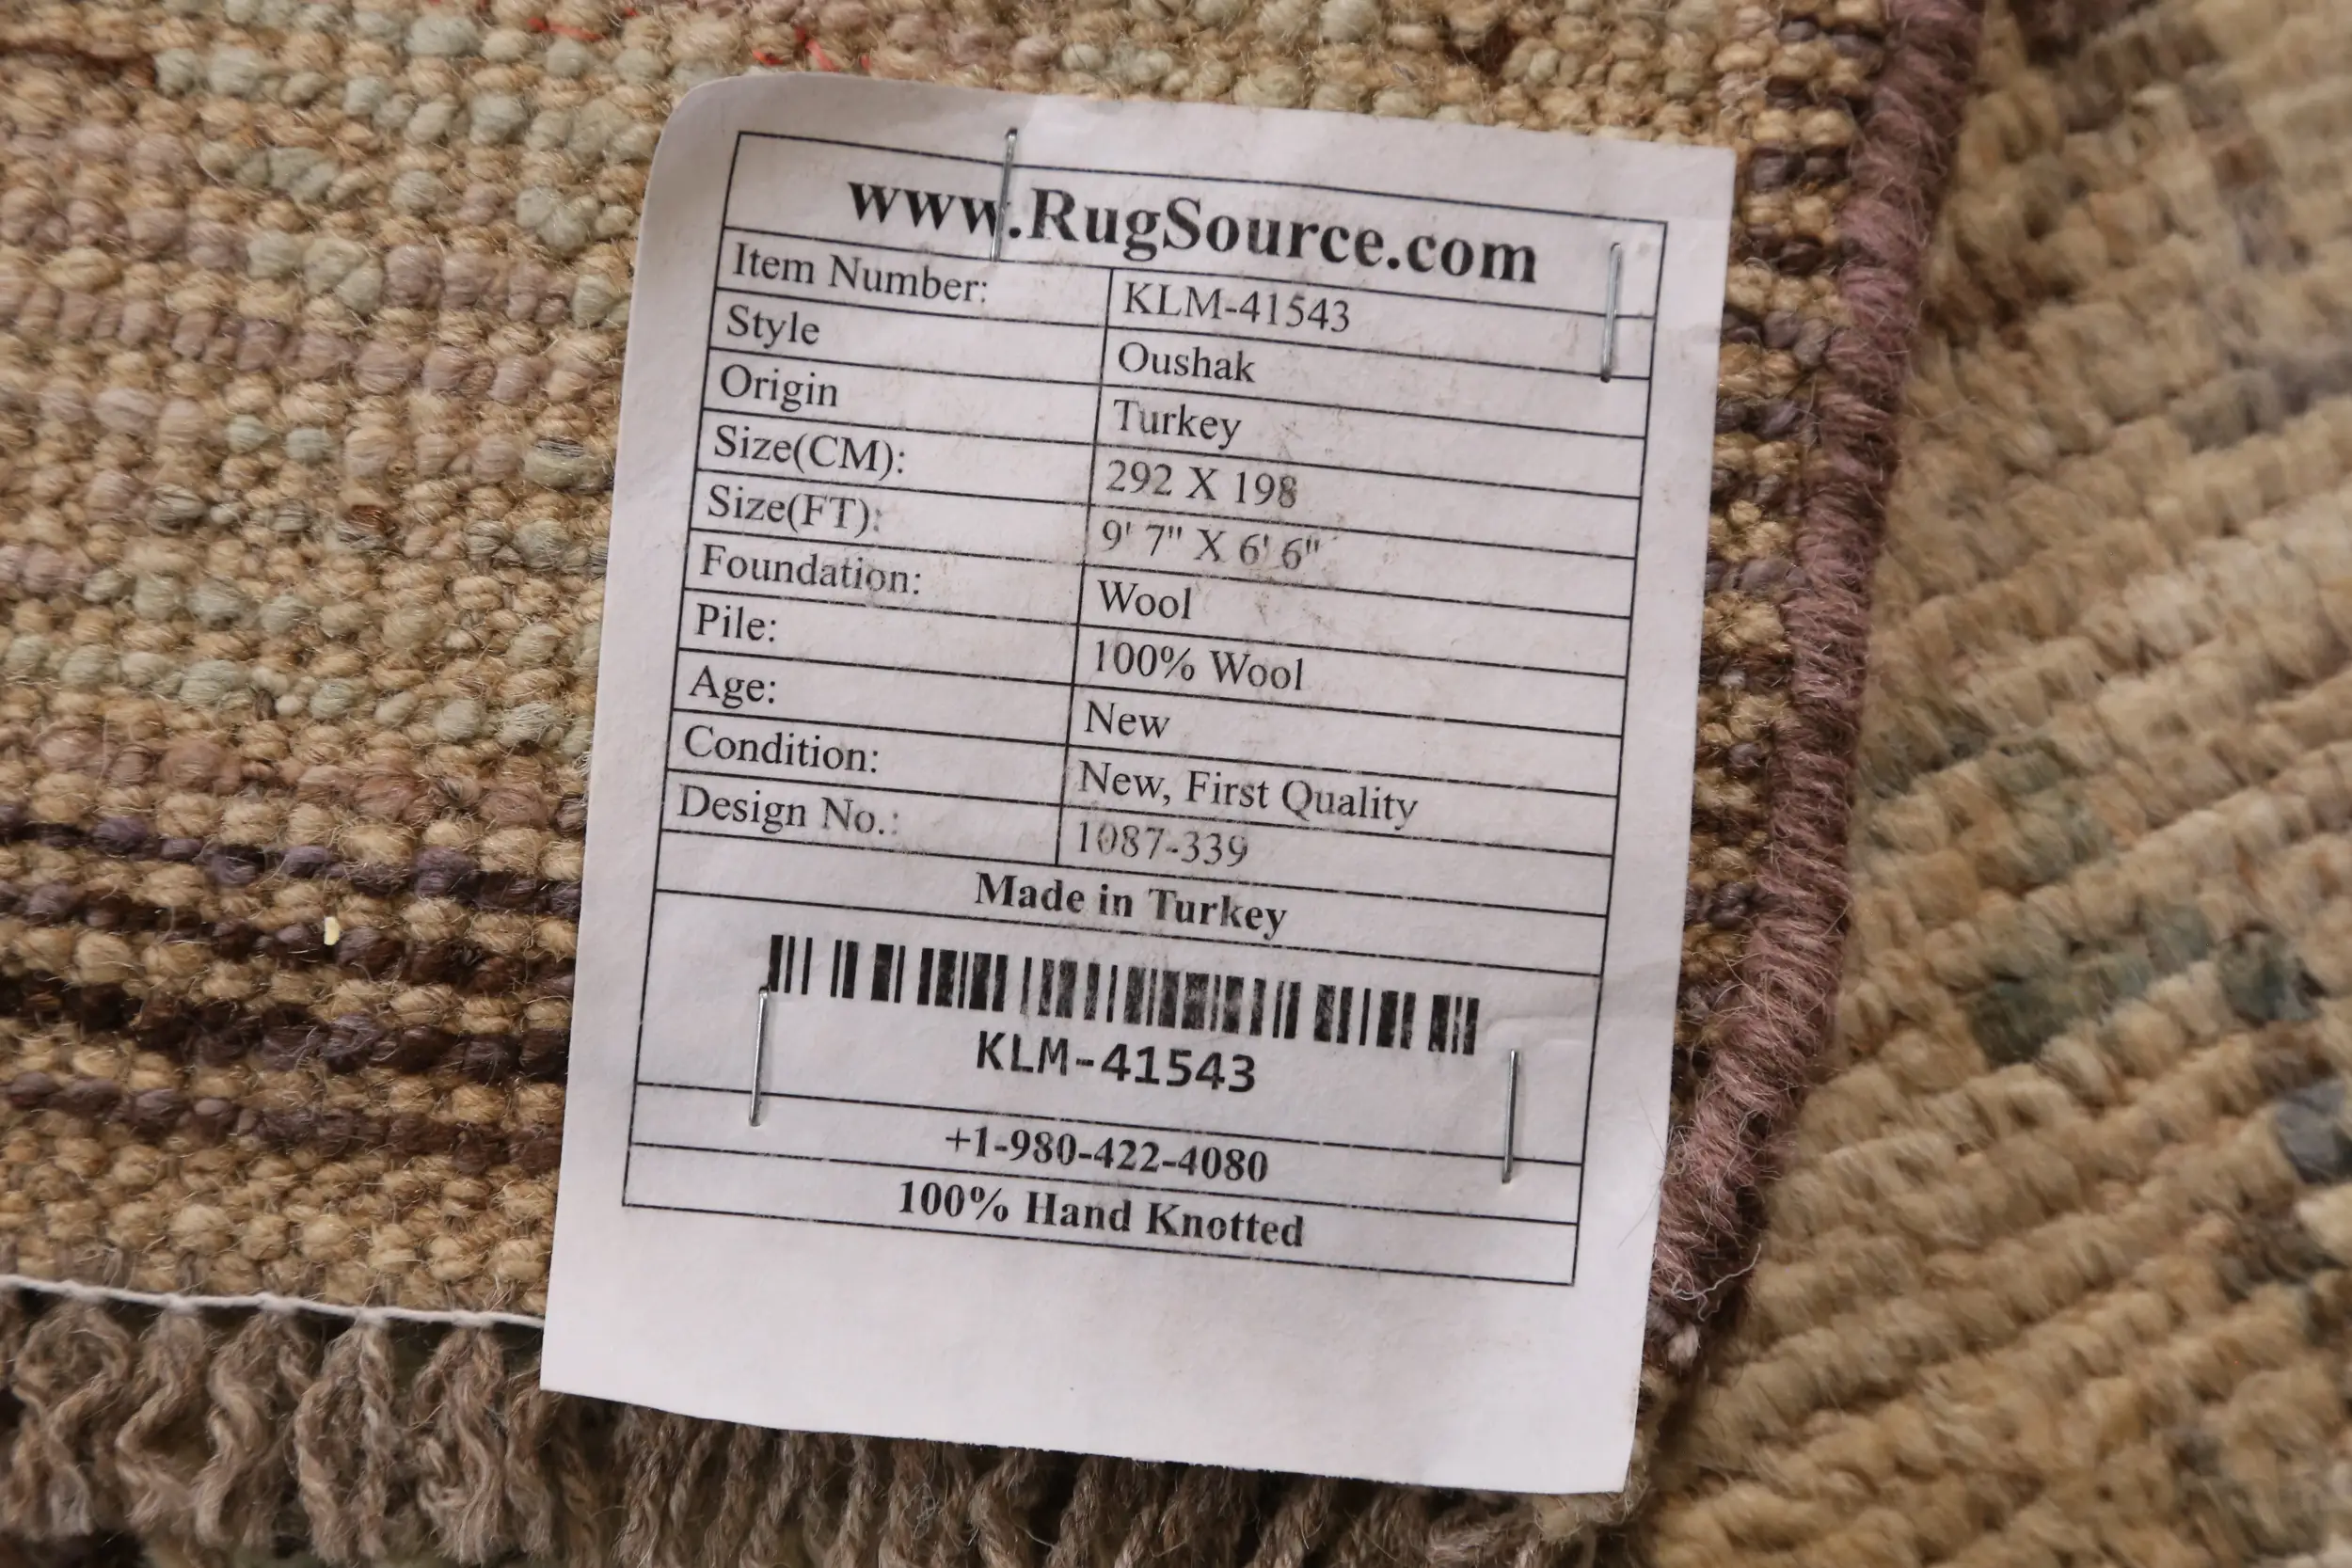 www.RugSource.com
Item Number: KLM-41543
Style Oushak
Origin Turkey
Size(CM): 292 X 198
Size(FT): 9' 7" X 6' 6"
Foundation: Wool
Pile: 100% Wool
Age: New
Condition: New, First Quality
Design No.: 1087-339
Made in Turkey
KLM-41543
+1-980-422-4080
100% Hand Knotted